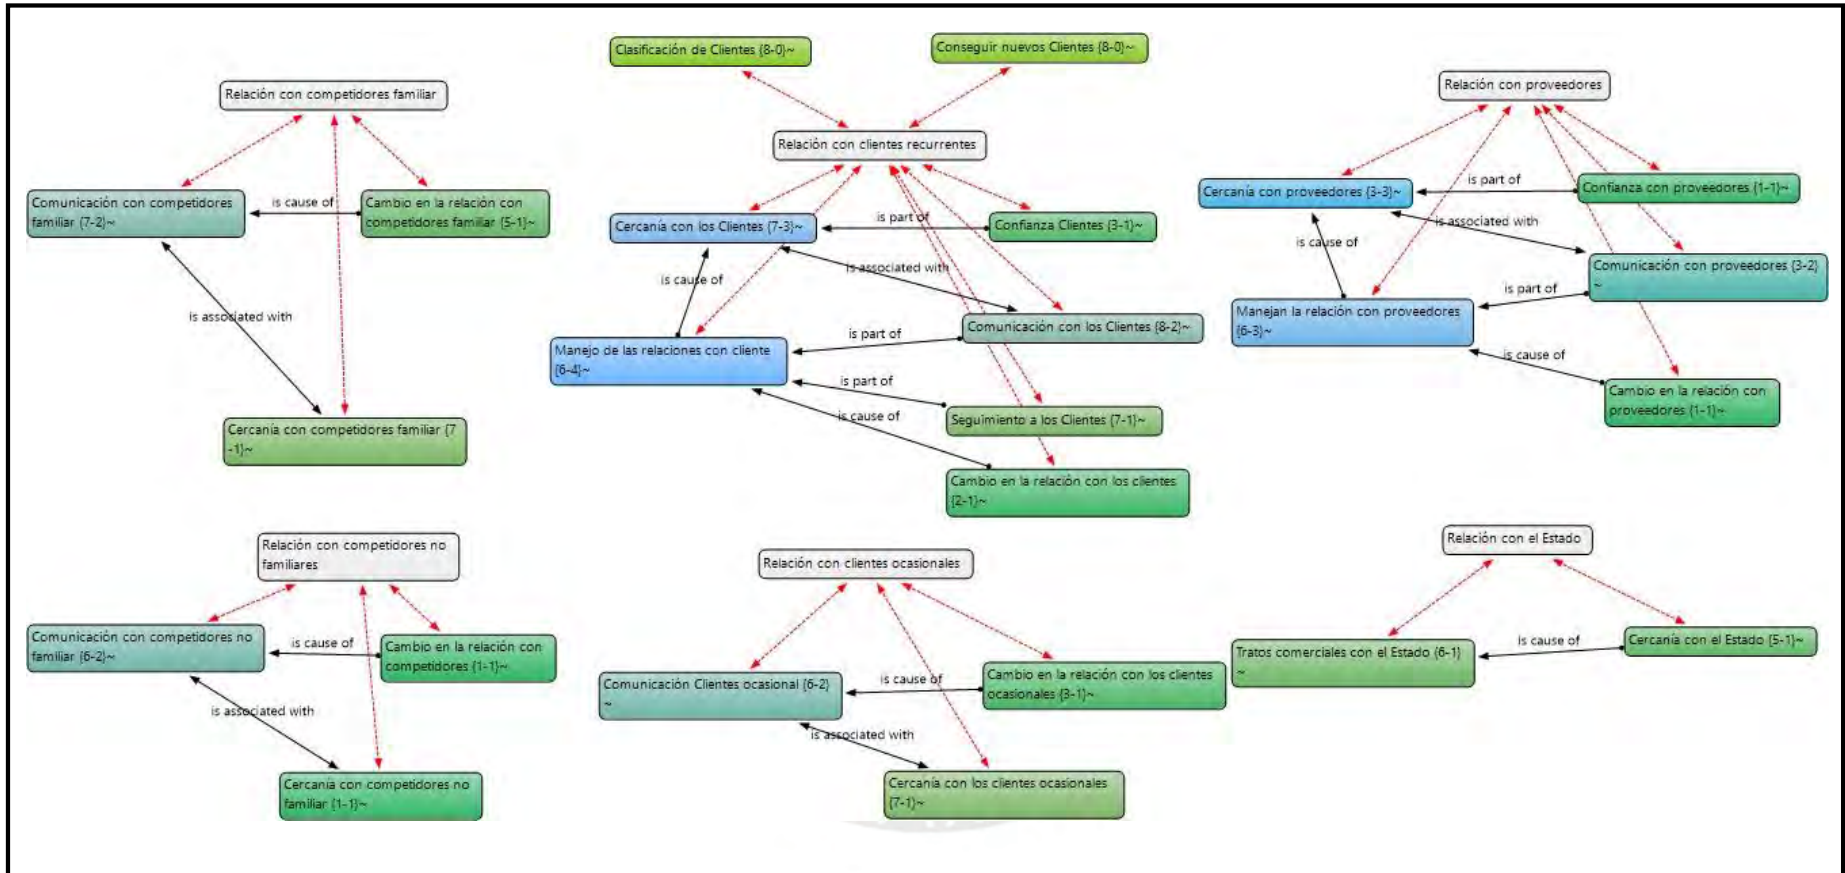 Relación con competidores familiar
Comunicación con competidores
familiar {7-2}~
is cause of
Cambio en la relación con
competidores familiar {5-1}~
is associated with
Cercanía con competidores familiar {7
-1}~
Clasificación de Clientes {8-0}~
Conseguir nuevos Clientes {8-0}~
Relación con clientes recurrentes
Cercanía con los Clientes {7-3}~
is part of
Confianza Clientes {3-1}~
is cause of
is associated with
Manejo de las relaciones con cliente
{6-4}~
is part of
Comunicación con los Clientes {8-2}~
is part of
is cause of
Seguimiento a los Clientes {7-1}~
Cambio en la relación con los clientes
{2-1}~
Relación con proveedores
Cercanía con proveedores {3-3}~
is part of
Confianza con proveedores {1-1}~
is associated with
is cause of
Comunicación con proveedores {3-2}
~
is part of
Manejan la relación con proveedores
{6-3}~
is cause of
Cambio en la relación con
proveedores {1-1}~
Relación con competidores no
familiares
Comunicación con competidores no
familiar {6-2}~
is cause of
Cambio en la relación con
competidores {1-1}~
is associated with
Cercanía con competidores no
familiar {1-1}~
Relación con clientes ocasionales
Comunicación Clientes ocasional {6-2}
~
is cause of
Cambio en la relación con los clientes
ocasionales {3-1}~
is associated with
Cercanía con los clientes ocasionales
{7-1}~
Relación con el Estado
Tratos comerciales con el Estado {6-1}
~
is cause of
Cercanía con el Estado {5-1}~